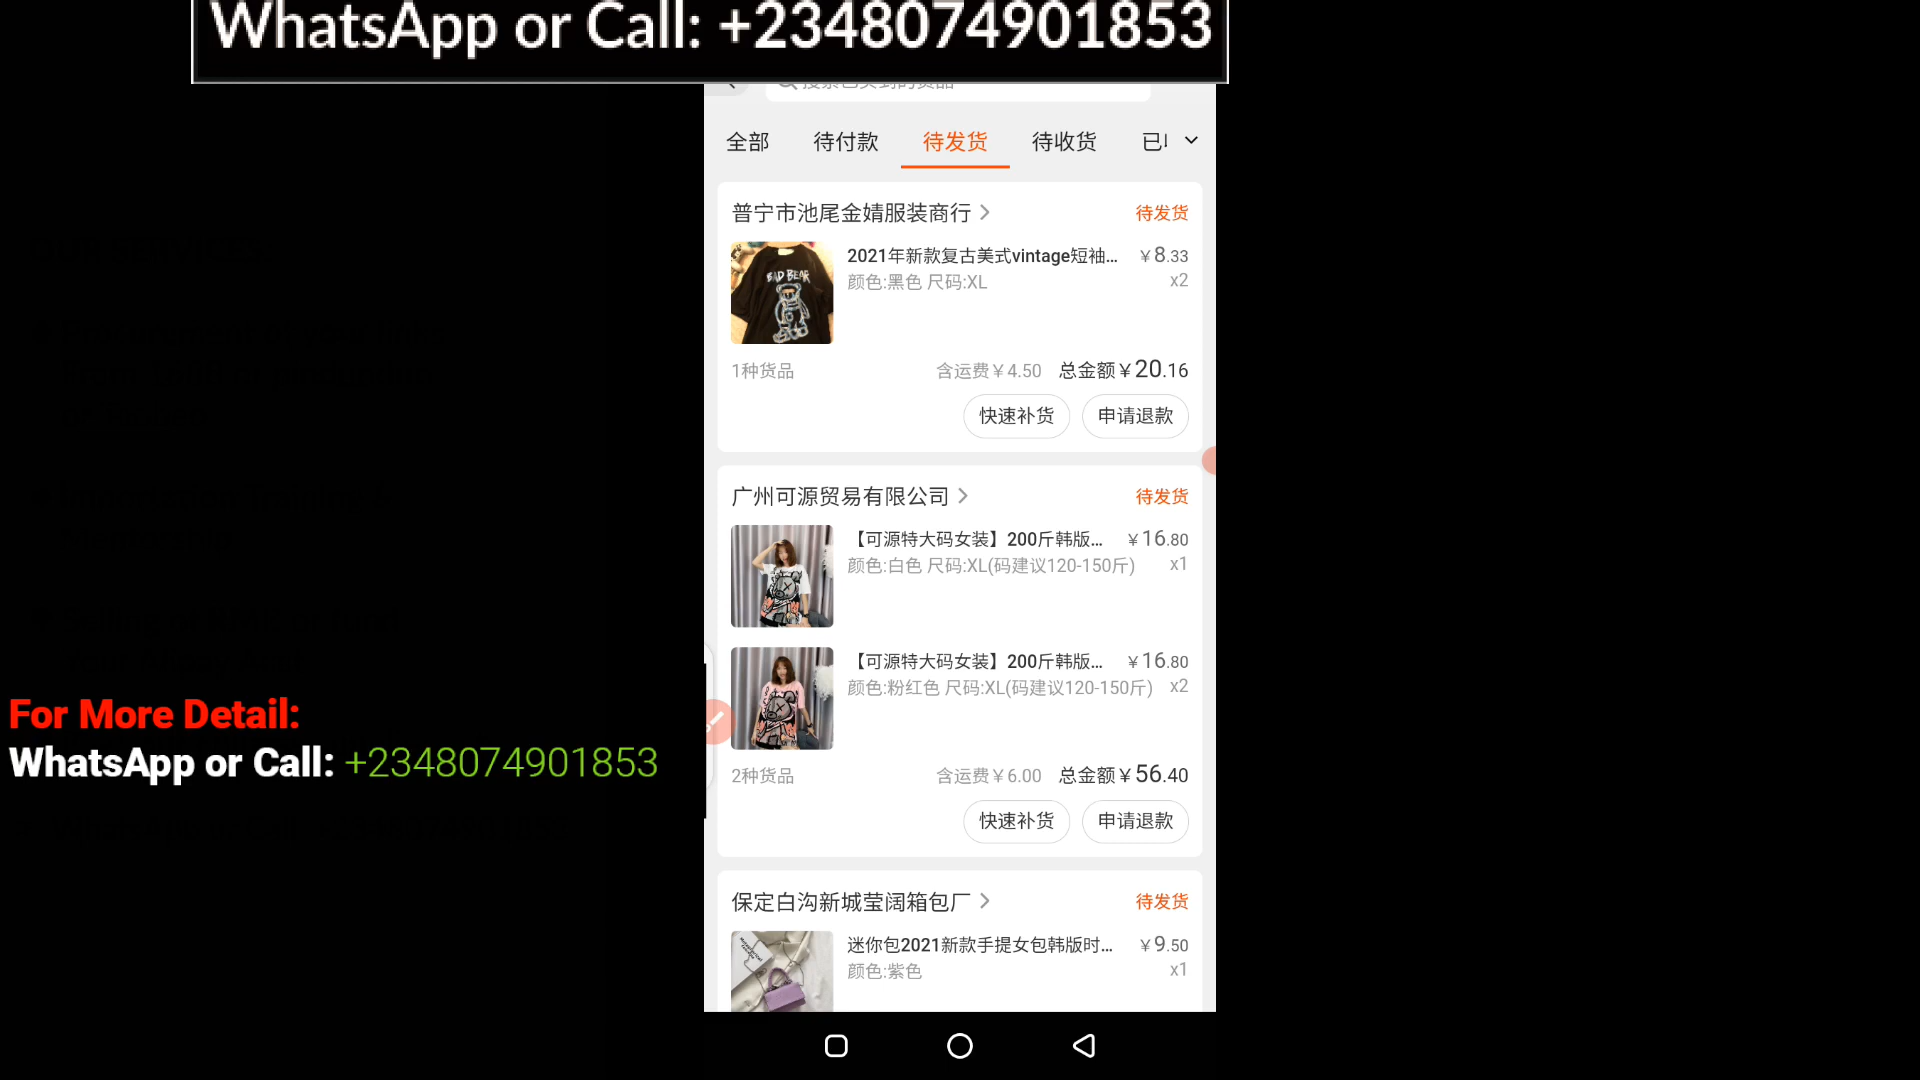 WhatsApp or Call: +2348074901853
全部 待付款 待发货 待收货
普宁市池尾金婧服装商行 待发货
BAD BEAR
2021年新款复古美式vintage短袖... ￥8.33
颜色:黑色 尺码:XL x2
1种货品 含运费￥4.50 总金额￥20.16
快速补货 申请退款
广州可源贸易有限公司 待发货
【可源特大码女装】200斤韩版... ￥16.80
颜色:白色 尺码:XL(码建议120-150斤) x1
【可源特大码女装】200斤韩版... ￥16.80
颜色:粉红色 尺码:XL(码建议120-150斤) x2
2种货品 含运费￥6.00 总金额￥56.40
快速补货 申请退款
保定白沟新城莹阔箱包厂 待发货
迷你包2021新款手提女包韩版时... ￥9.50
颜色:紫色 x1
For More Detail:
WhatsApp or Call: +2348074901853